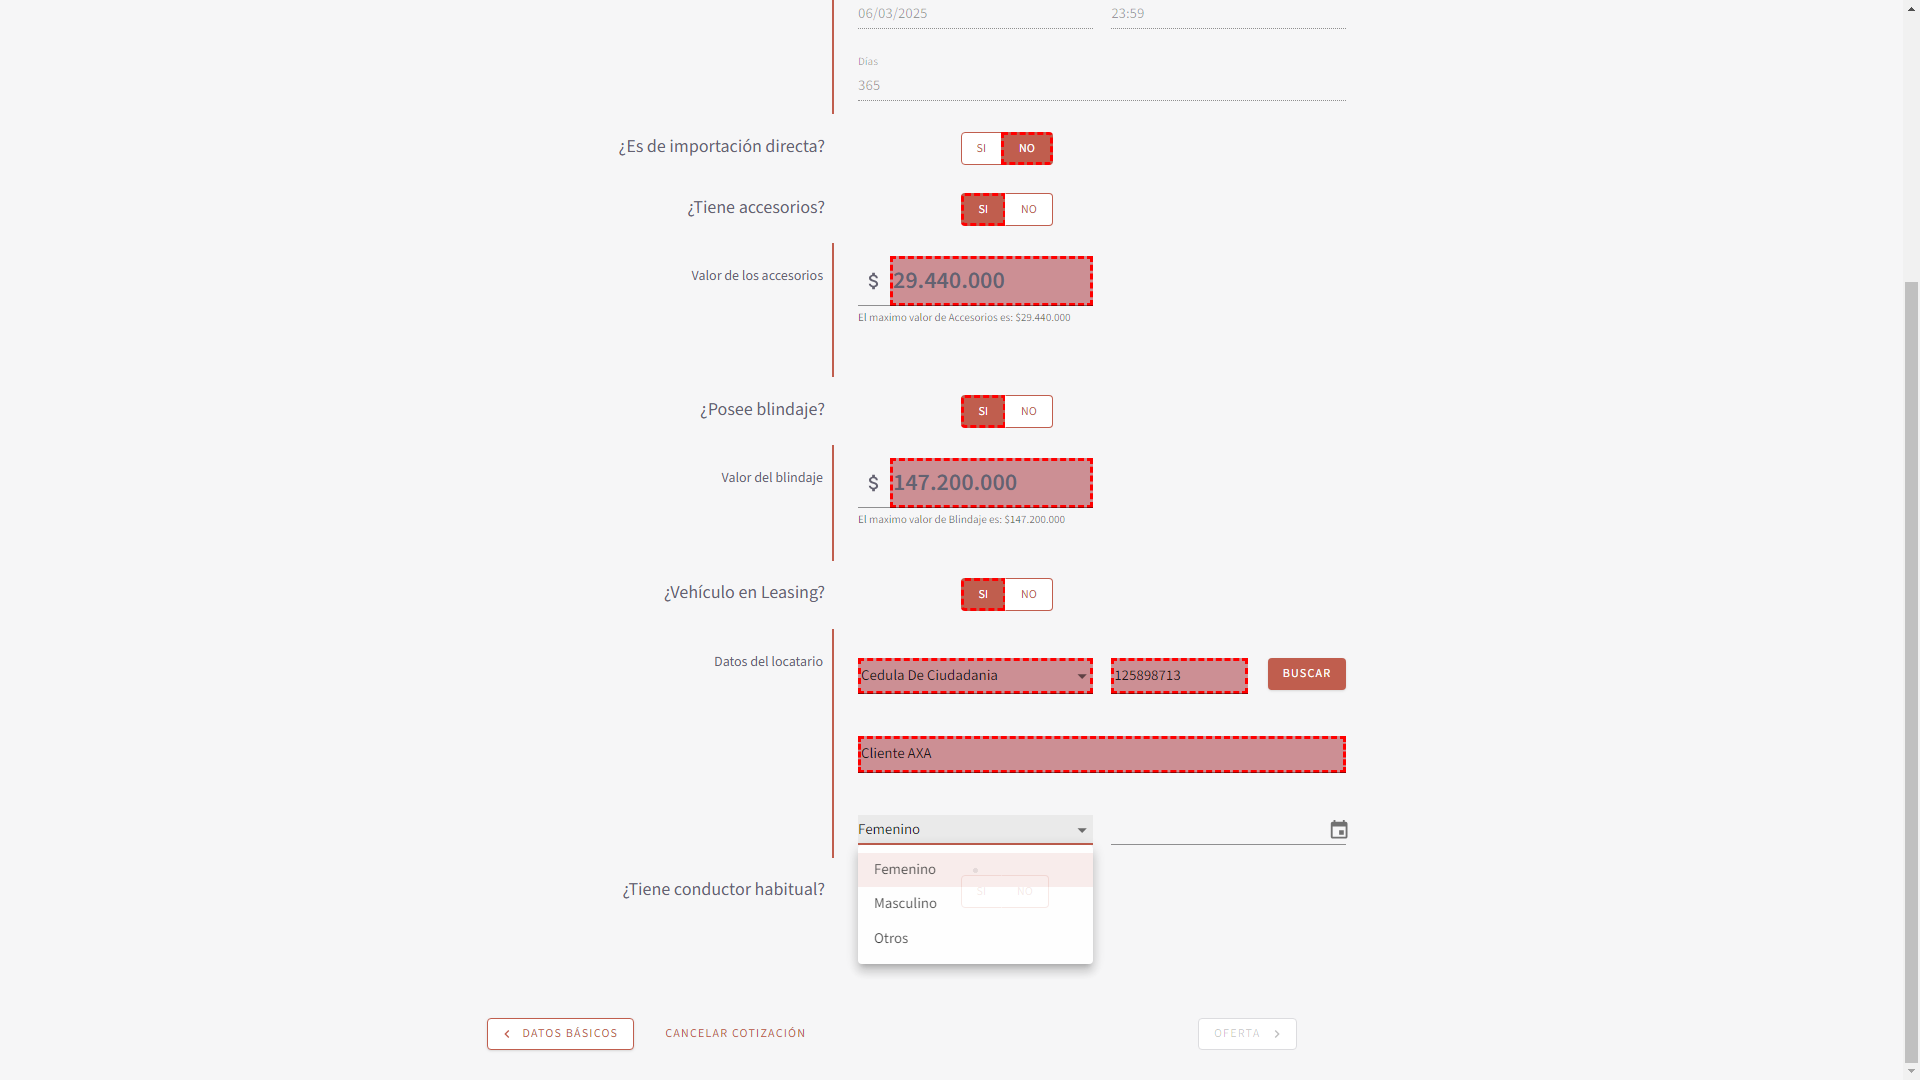 06/03/2025 23:59
Días
365
¿Es de importación directa? SI NO
¿Tiene accesorios? SI NO
Valor de los accesorios $ 29.440.000
El maximo valor de Accesorios es: $29.440.000
¿Posee blindaje? SI NO
Valor del blindaje $ 147.200.000
El maximo valor de Blindaje es: $147.200.000
¿Vehículo en Leasing? SI NO
Datos del locatario Cedula De Ciudadania 125898713 BUSCAR
Cliente AXA
Femenino
Femenino
¿Tiene conductor habitual? SI NO
Masculino
Otros
DATOS BÁSICOS CANCELAR COTIZACIÓN OFERTA